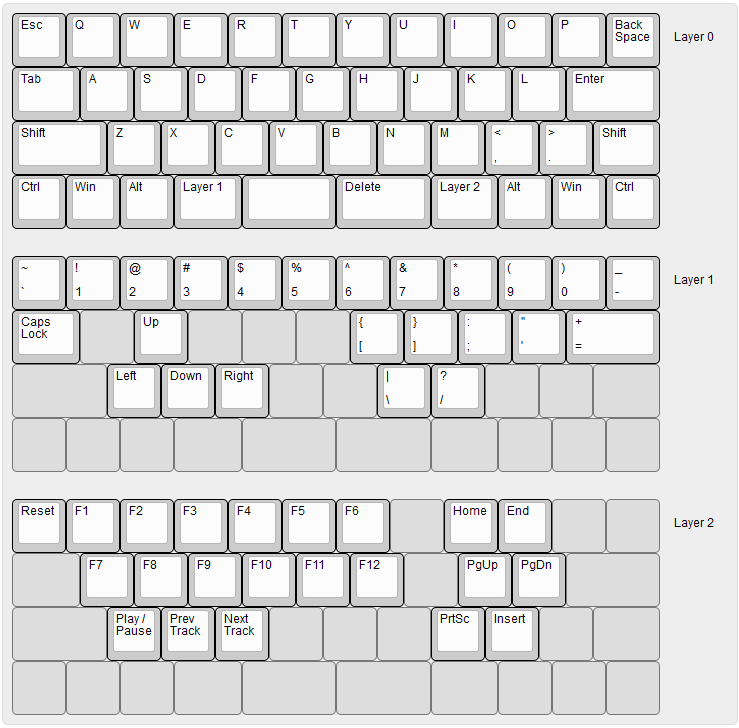 Esc Q W E R T Y U I O P Back Space Layer 0
Tab A S D F G H J K L Enter
Shift Z X C V B N M < , > . Shift
Ctrl Win Alt Layer 1 Delete Layer 2 Alt Win Ctrl
~ ! @ # $ % ^ & * ( ) _ Layer 1
` 1 2 3 4 5 6 7 8 9 0 -
Caps Lock Up { } : " +
[ ] ; ' =
Left Down Right | ?
\ /
Reset F1 F2 F3 F4 F5 F6 Home End Layer 2
F7 F8 F9 F10 F11 F12 PgUp PgDn
Play / Pause Prev Track Next Track PrtSc Insert